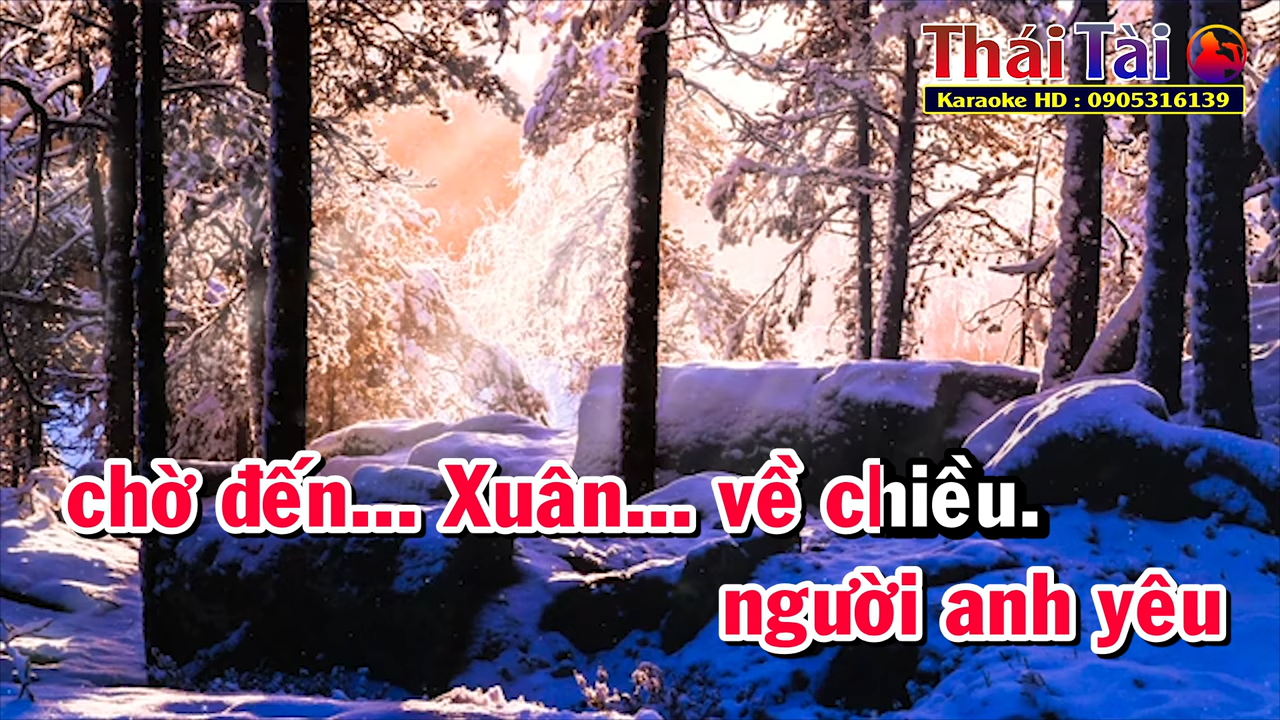 Thái Tài
Karaoke HD : 0905316139
chờ đến... Xuân... về chiều.
người anh yêu